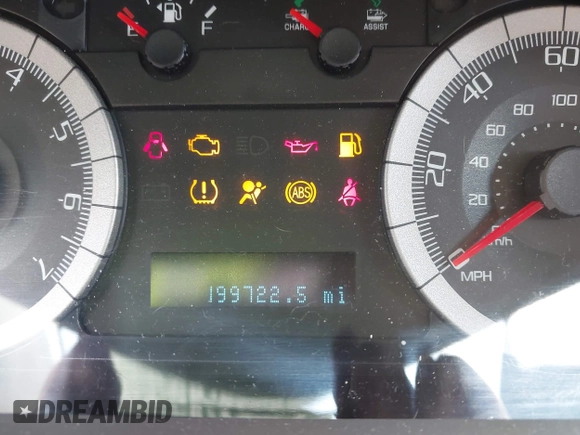 E F
CHARGE ASSIST
4 5 6 7
20 40 60
20 40 60 80 100
ABS
km/h
MPH
199722.5 mi
DREAMBID